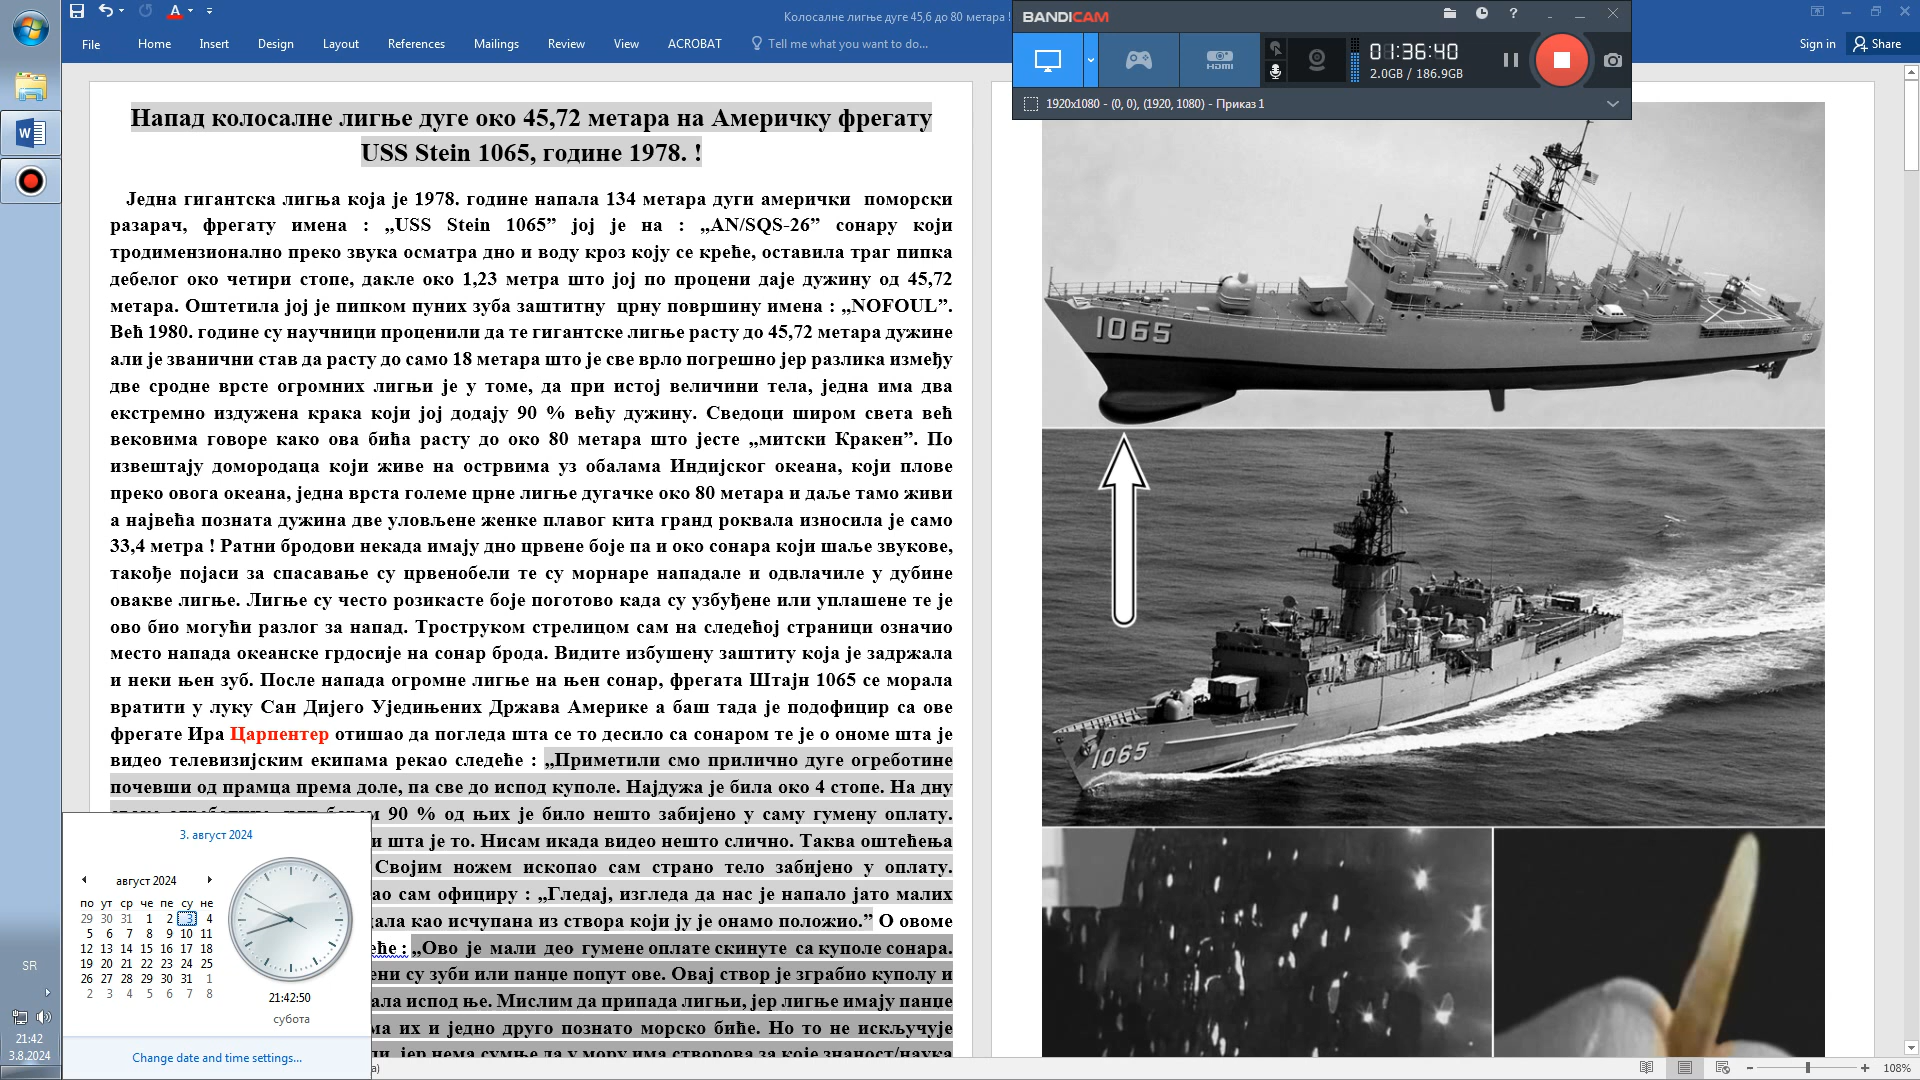 Колосалне лигње дуге 45,6 до 80 метара !
File Home Insert Design Layout References Mailings Review View ACROBAT Tell me what you want to do... Sign in Share
BANDICAM
HDMI
01:36:40
2.0GB / 186.9GB
1920x1080 - (0, 0), (1920, 1080) - Приказ 1
Напад колосалне лигње дуге око 45,72 метара на Америчку фрегату
USS Stein 1065, године 1978. !
Једна гигантска лигња која је 1978. године напала 134 метара дуги амерички поморски
разарач, фрегату имена : „USS Stein 1065” јој је на : „AN/SQS-26” сонару који
тродимензионално преко звука осматра дно и воду кроз коју се креће, оставила траг пипка
дебелог око четири стопе, дакле око 1,23 метра што јој по процени даје дужину од 45,72
метара. Оштетила јој је пипком пуних зуба заштитну црну површину имена : „NOFOUL”.
Већ 1980. године су научници проценили да те гигантске лигње расту до 45,72 метара дужине
али је званични став да расту до само 18 метара што је све врло погрешно јер разлика између
две сродне врсте огромних лигњи је у томе, да при истој величини тела, једна има два
екстремно издужена крака који јој додају 90 % већу дужину. Сведоци широм света већ
вековима говоре како ова бића расту до око 80 метара што јесте „митски Кракен”. По
извештају домородаца који живе на острвима уз обалама Индијског океана, који плове
преко овога океана, једна врста големе црне лигње дугачке око 80 метара и даље тамо живи
а највећа позната дужина две уловљене женке плавог кита гранд роквала износила је само
33,4 метра ! Ратни бродови некада имају дно црвене боје па и око сонара који шаље звукове,
такође појаси за спасавање су црвенобели те су морнаре нападале и одвлачиле у дубине
овакве лигње. Лигње су често розикасте боје поготово када су узбуђене или уплашене те је
ово био могући разлог за напад. Троструком стрелицом сам на следећој страници означио
место напада океанске грдосије на сонар брода. Видите избушену заштиту која је задржала
и неки њен зуб. После напада огромне лигње на њен сонар, фрегата Штајн 1065 се морала
вратити у луку Сан Дијего Уједињених Држава Америке а баш тада је подофицир са ове
фрегате Ира Царпентер отишао да погледа шта се то десило са сонаром те је о ономе шта је
видео телевизијским екипама рекао следеће : „Приметили смо прилично дуге огреботине
почевши од прамца према доле, па све до испод куполе. Најдужа је била око 4 стопе. На дну
90 % од њих је било нешто забијено у саму гумену оплату.
и шта је то. Нисам икада видео нешто слично. Таква оштећења
Својим ножем ископао сам страно тело забијено у оплату.
ао сам официру : „Гледај, изгледа да нас је напало јато малих
дала као исчупана из створа који ју је онамо положио.” О овоме
еће : „Ово је мали део гумене оплате скинуте са куполе сонара.
ени су зуби или панџе попут ове. Овај створ је зграбио куполу и
ала испод ње. Мислим да припада лигњи, јер лигње имају панџе
ма их и једно друго познато морско биће. Но то не искључује
ли, јер нема сумње да у мору има створова за које знаност/наука
1065
1065
3. август 2024
август 2024
по ут ср че пе су не
29 30 31 1 2 3 4
5 6 7 8 9 10 11
12 13 14 15 16 17 18
19 20 21 22 23 24 25
26 27 28 29 30 31 1
2 3 4 5 6 7 8
21:42:50
субота
Change date and time settings...
SR
21:42
3.8.2024
108%